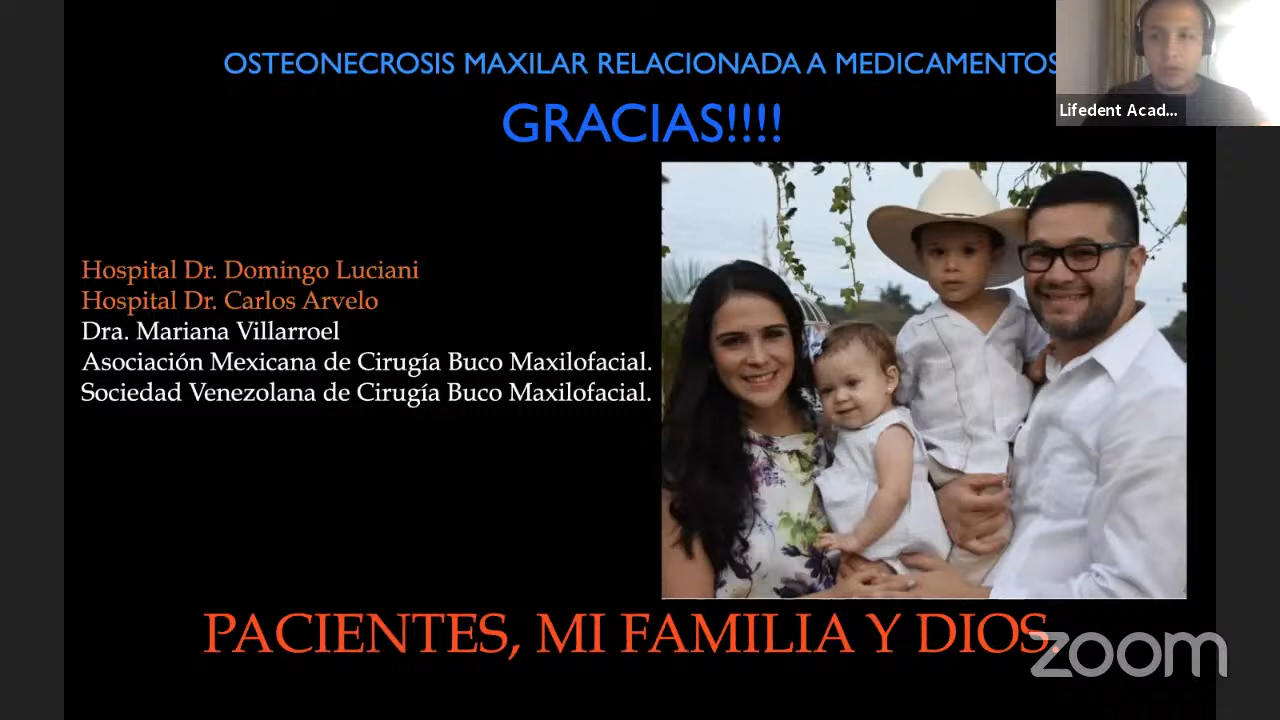 OSTEONECROSIS MAXILAR RELACIONADA A MEDICAMENTOS
GRACIAS!!!!
Lifedent Acad...
Hospital Dr. Domingo Luciani
Hospital Dr. Carlos Arvelo
Dra. Mariana Villarroel
Asociación Mexicana de Cirugía Buco Maxilofacial.
Sociedad Venezolana de Cirugía Buco Maxilofacial.
PACIENTES, MI FAMILIA Y DIOS.
zoom